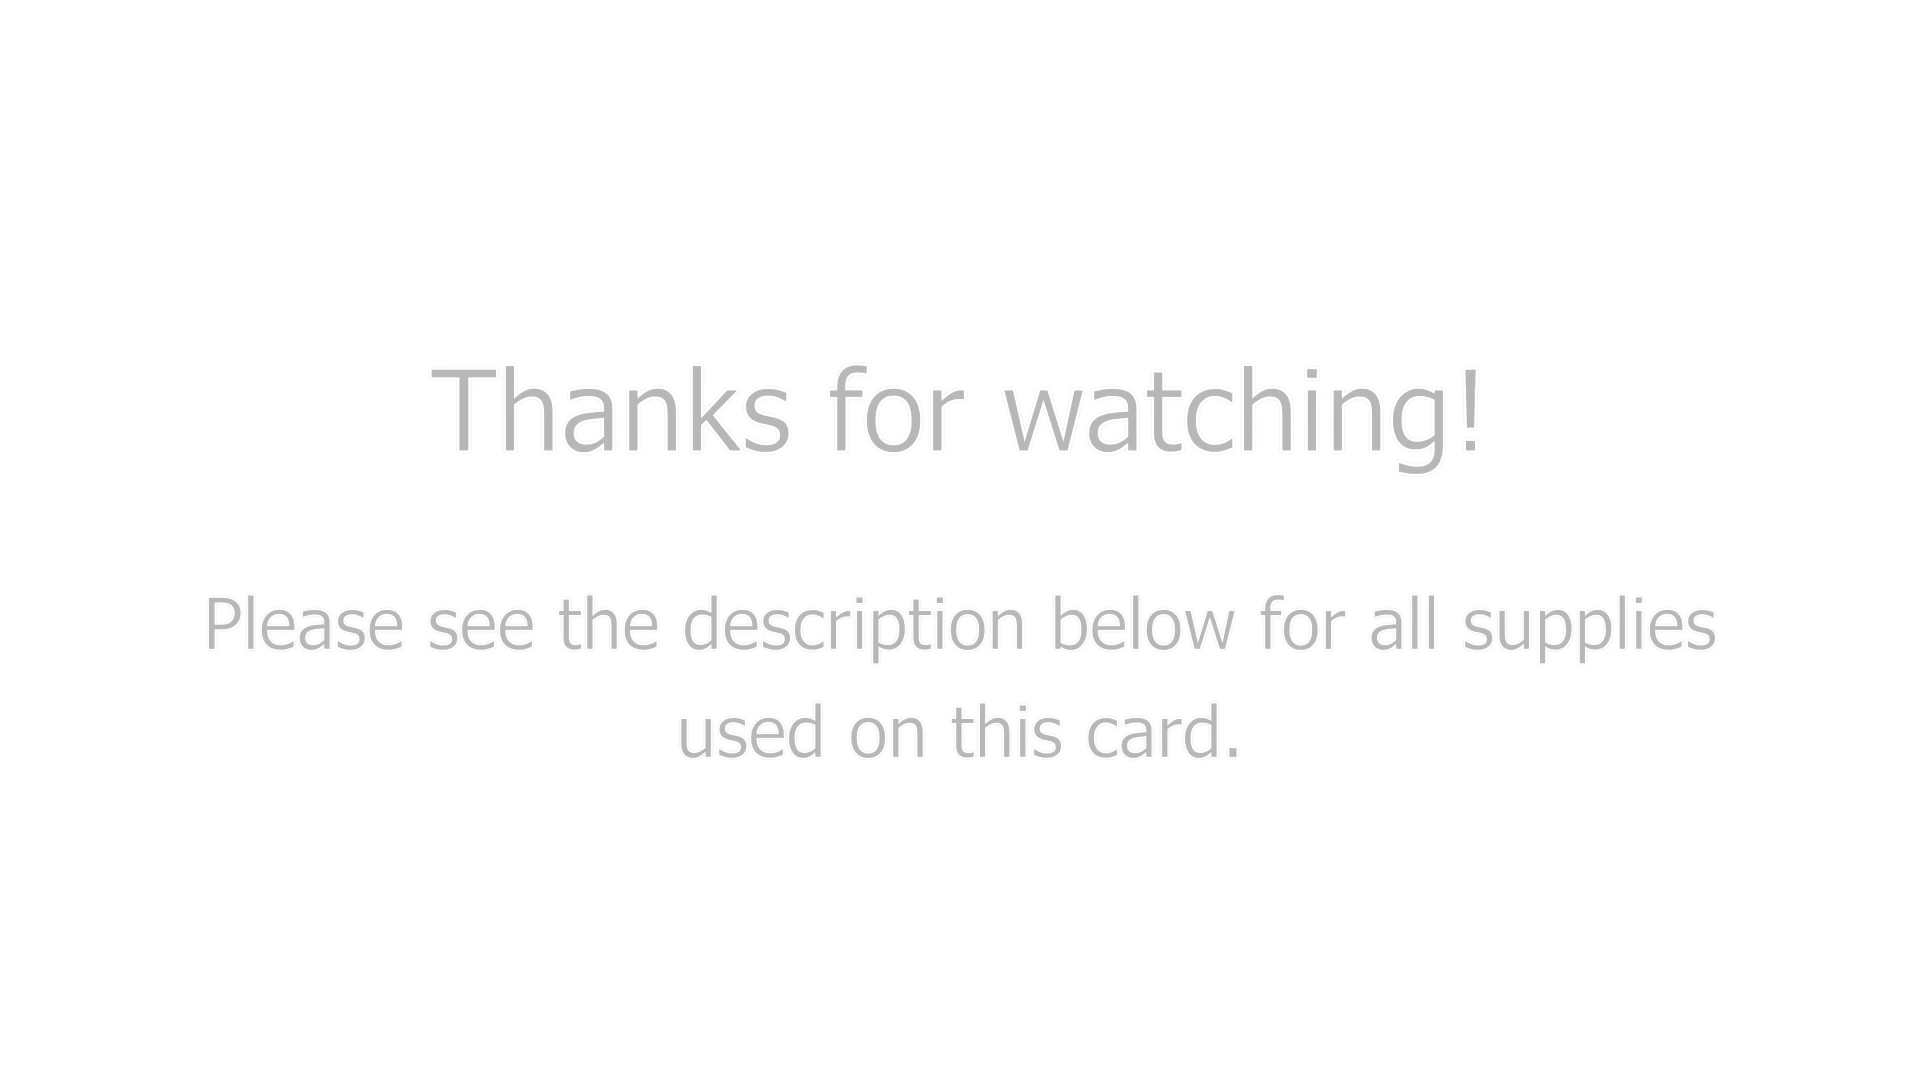 Thanks for watching!
Please see the description below for all supplies
used on this card.